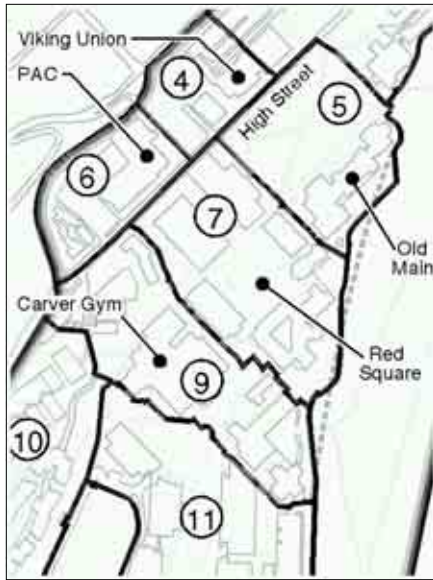 Viking Union
PAC
4
High Street
5
6
7
Old
Main
Carver Gym
Red
Square
9
10
11